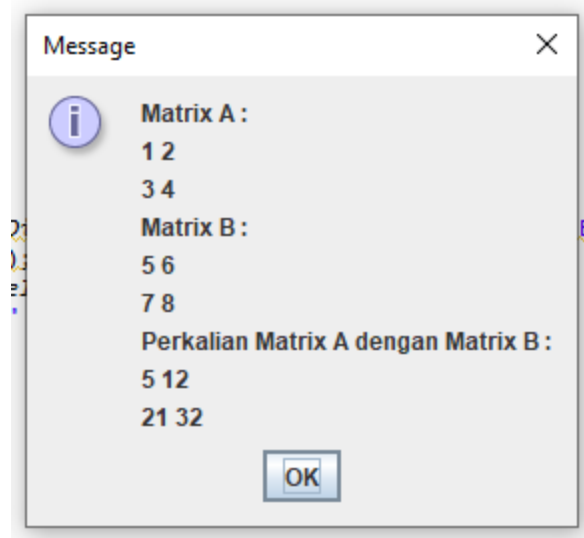 Message
Matrix A :
1 2
3 4
Matrix B :
5 6
7 8
Perkalian Matrix A dengan Matrix B :
5 12
21 32
OK